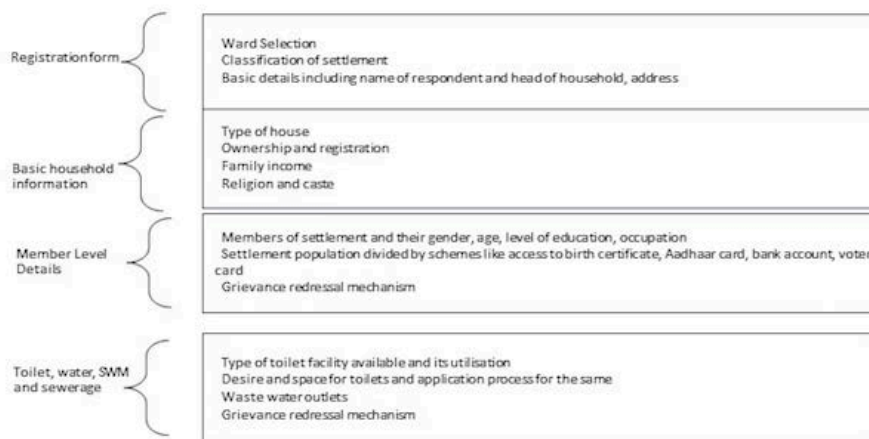 Registration form
Ward Selection
Classification of settlement
Basic details including name of respondent and head of household, address
Basic household
information
Type of house
Ownership and registration
Family income
Religion and caste
Member Level
Details
Members of settlement and their gender, age, level of education, occupation
Settlement population divided by schemes like access to birth certificate, Aadhaar card, bank account, voter
card
Grievance redressal mechanism
Toilet, water, SWM
and sewerage
Type of toilet facility available and its utilisation
Desire and space for toilets and application process for the same
Waste water outlets
Grievance redressal mechanism